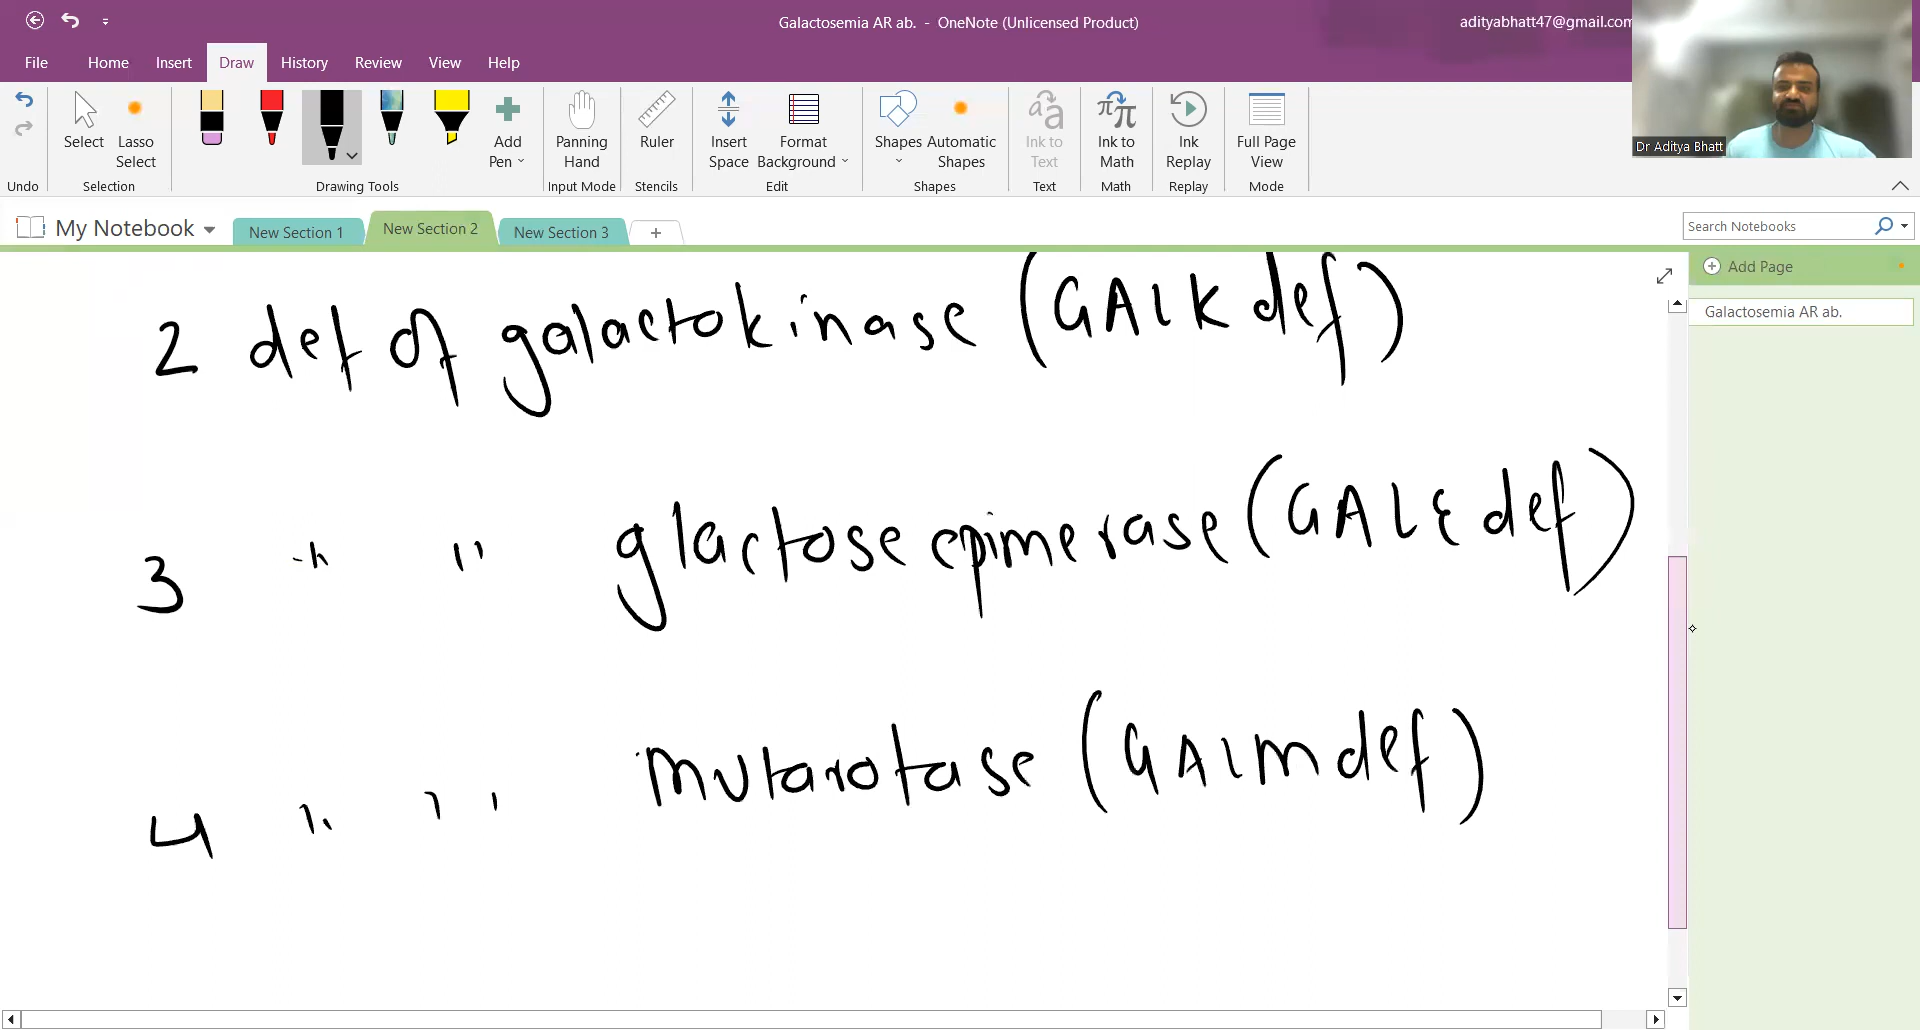 Galactosemia AR ab. - OneNote (Unlicensed Product)
adityabhatt47@gmail.com
File Home Insert Draw History Review View Help
Select Lasso Select Add Pen Panning Hand Ruler Insert Space Format Background Shapes Automatic Shapes Ink to Text Ink to Math Ink Replay Full Page View
Dr Aditya Bhatt
Undo Selection Drawing Tools Input Mode Stencils Edit Shapes Text Math Replay Mode
My Notebook New Section 1 New Section 2 New Section 3 + Search Notebooks
Add Page
Galactosemia AR ab.
2 def of galactokinase (GALK def)
3 " " glactose epimerase (GALE def)
4 " " mutarotase (GALM def)